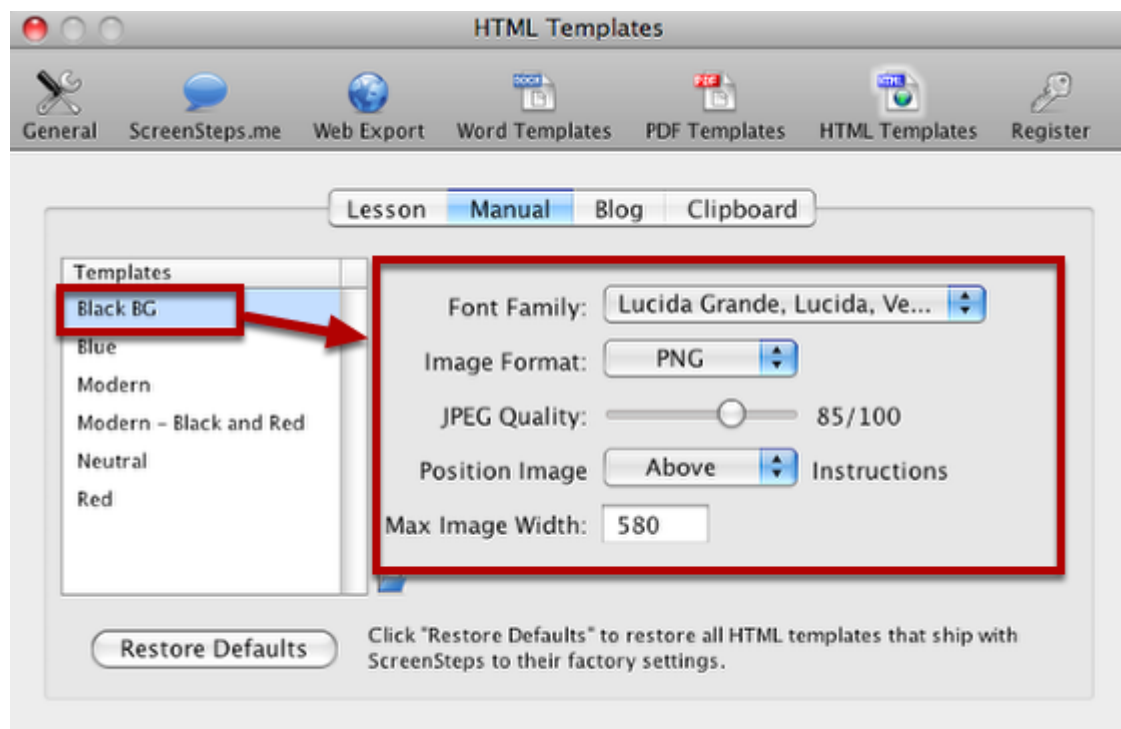 HTML Templates
General ScreenSteps.me Web Export Word Templates PDF Templates HTML Templates Register
Lesson Manual Blog Clipboard
Templates
Black BG
Blue
Modern
Modern – Black and Red
Neutral
Red
Font Family: Lucida Grande, Lucida, Ve...
Image Format: PNG
JPEG Quality: 85/100
Position Image Above Instructions
Max Image Width: 580
Restore Defaults
Click "Restore Defaults" to restore all HTML templates that ship with
ScreenSteps to their factory settings.